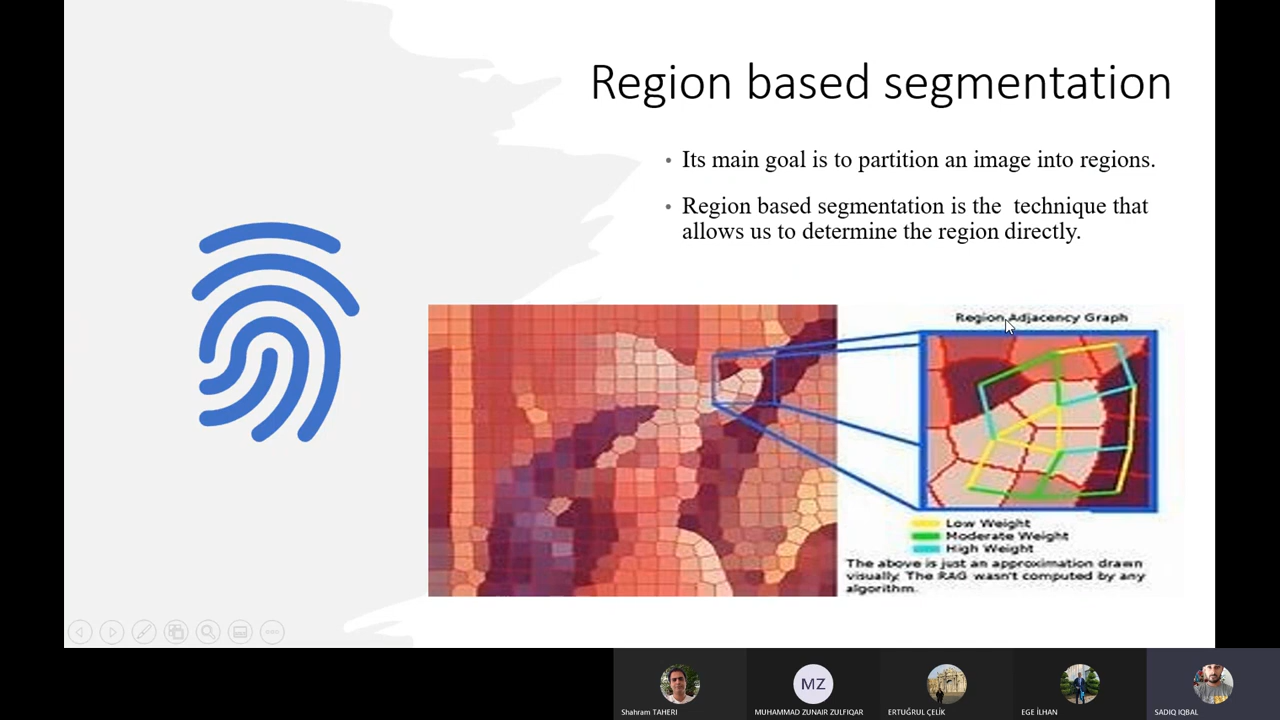 Region based segmentation
• Its main goal is to partition an image into regions.
• Region based segmentation is the technique that
allows us to determine the region directly.
Region Adjacency Graph
Low Weight
Moderate Weight
High Weight
The above is just an approximation drawn
visually. The RAG wasn't computed by any
algorithm.
MZ
Shahram TAHERI
MUHAMMAD ZUNAIR ZULFIQAR
ERTUĞRUL ÇELİK
EGE İLHAN
SADIQ IQBAL